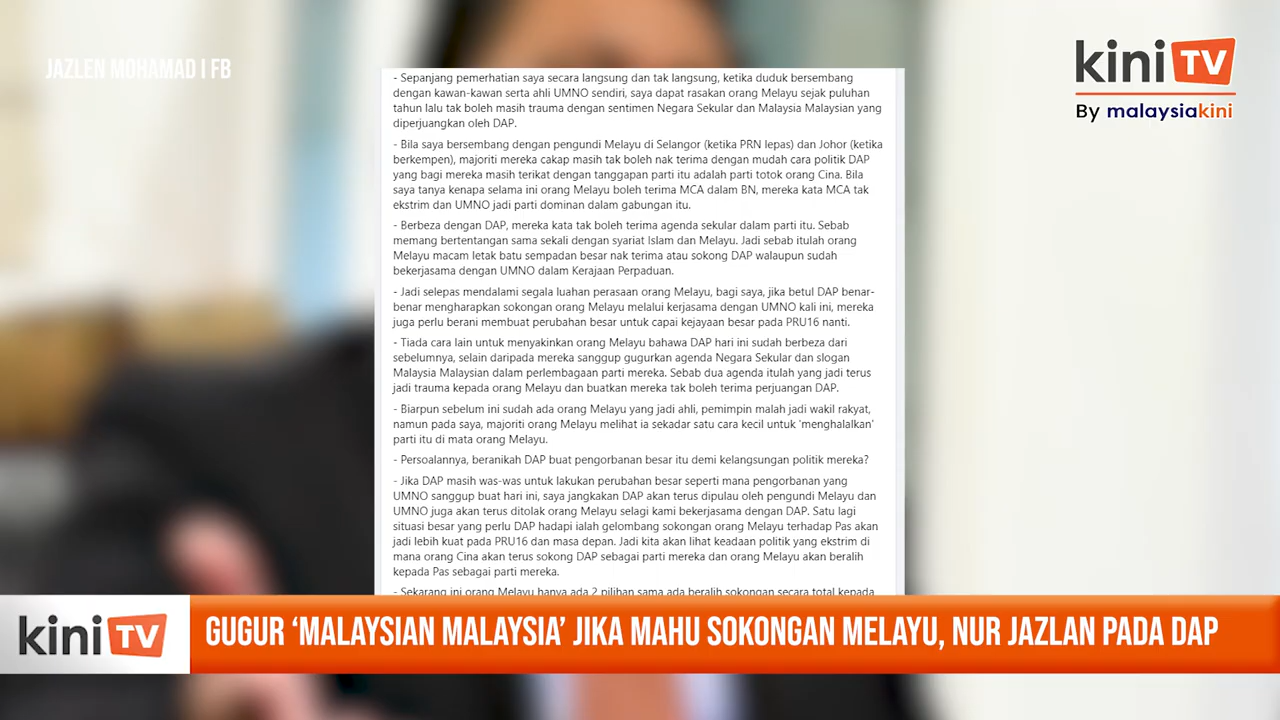 JAZLEN MOHAMAD I FB
kini TV
By malaysiakini
- Sepanjang pemerhatian saya secara langsung dan tak langsung, ketika duduk bersembang
dengan kawan-kawan serta ahli UMNO sendiri, saya dapat rasakan orang Melayu sejak puluhan
tahun lalu tak boleh masih trauma dengan sentimen Negara Sekular dan Malaysia Malaysian yang
diperjuangkan oleh DAP.
- Bila saya bersembang dengan pengundi Melayu di Selangor (ketika PRN lepas) dan Johor (ketika
berkempen), majoriti mereka cakap masih tak boleh nak terima dengan mudah cara politik DAP
yang bagi mereka masih terikat dengan tanggapan parti itu adalah parti totok orang Cina. Bila
saya tanya kenapa selama ini orang Melayu boleh terima MCA dalam BN, mereka kata MCA tak
ekstrim dan UMNO jadi parti dominan dalam gabungan itu.
- Berbeza dengan DAP, mereka kata tak boleh terima agenda sekular dalam parti itu. Sebab
memang bertentangan sama sekali dengan syariat Islam dan Melayu. Jadi sebab itulah orang
Melayu macam letak batu sempadan besar nak terima atau sokong DAP walaupun sudah
bekerjasama dengan UMNO dalam Kerajaan Perpaduan.
- Jadi selepas mendalami segala luahan perasaan orang Melayu, bagi saya, jika betul DAP benar-
benar mengharapkan sokongan orang Melayu melalui kerjasama dengan UMNO kali ini, mereka
juga perlu berani membuat perubahan besar untuk capai kejayaan besar pada PRU16 nanti.
- Tiada cara lain untuk menyakinkan orang Melayu bahawa DAP hari ini sudah berbeza dari
sebelumnya, selain daripada mereka sanggup gugurkan agenda Negara Sekular dan slogan
Malaysia Malaysian dalam perlembagaan parti mereka. Sebab dua agenda itulah yang jadi terus
jadi trauma kepada orang Melayu dan buatkan mereka tak boleh terima perjuangan DAP.
- Biarpun sebelum ini sudah ada orang Melayu yang jadi ahli, pemimpin malah jadi wakil rakyat,
namun pada saya, majoriti orang Melayu melihat ia sekadar satu cara kecil untuk 'menghalalkan'
parti itu di mata orang Melayu.
- Persoalannya, beranikah DAP buat pengorbanan besar itu demi kelangsungan politik mereka?
- Jika DAP masih was-was untuk lakukan perubahan besar seperti mana pengorbanan yang
UMNO sanggup buat hari ini, saya jangkakan DAP akan terus dipulau oleh pengundi Melayu dan
UMNO juga akan terus ditolak orang Melayu selagi kami bekerjasama dengan DAP. Satu lagi
situasi besar yang perlu DAP hadapi ialah gelombang sokongan orang Melayu terhadap Pas akan
jadi lebih kuat pada PRU16 dan masa depan. Jadi kita akan lihat keadaan politik yang ekstrim di
mana orang Cina akan terus sokong DAP sebagai parti mereka dan orang Melayu akan beralih
kepada Pas sebagai parti mereka.
- Sekarang ini orang Melayu hanya ada 2 pilihan sama ada beralih sokongan secara total kepada
kini TV
GUGUR ‘MALAYSIAN MALAYSIA’ JIKA MAHU SOKONGAN MELAYU, NUR JAZLAN PADA DAP